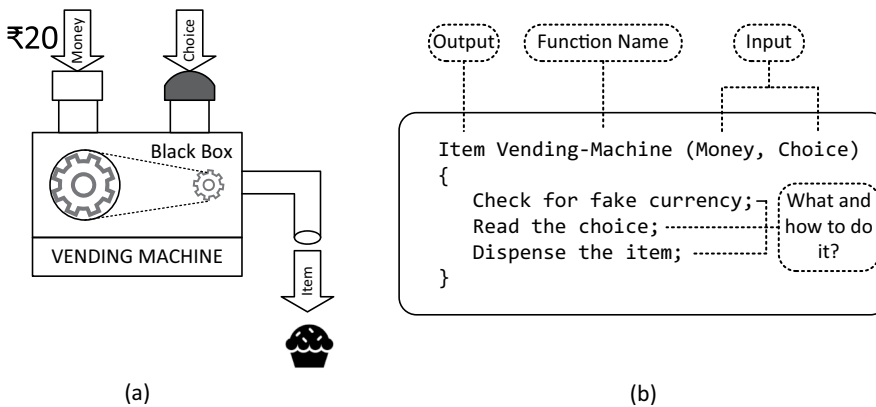 ₹20
Money
Choice
Black Box
VENDING MACHINE
Item
(a)
Output
Function Name
Input
Item Vending-Machine (Money, Choice)
{
Check for fake currency;
Read the choice;
Dispense the item;
}
What and
how to do
it?
(b)